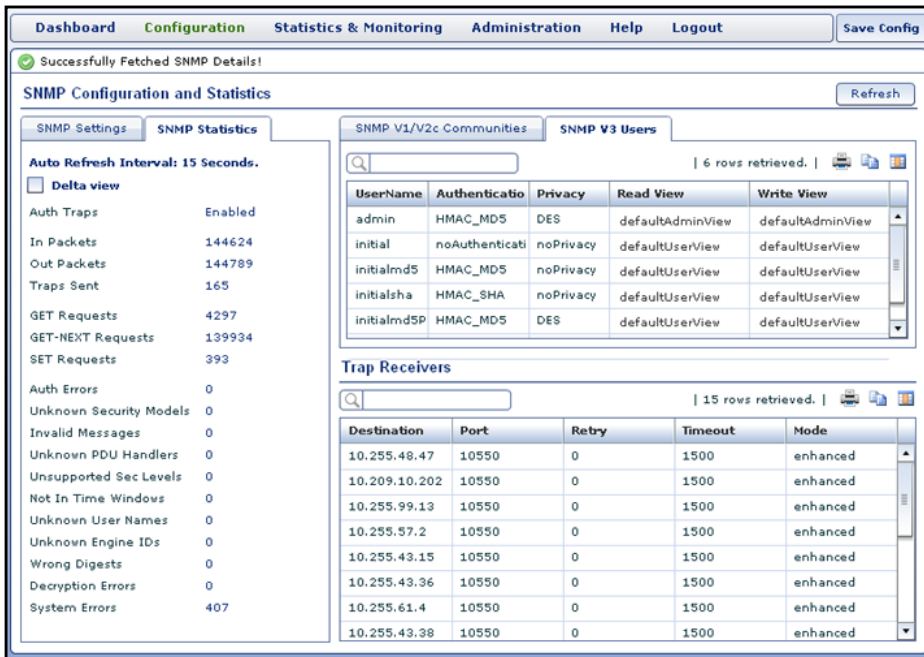 Dashboard Configuration Statistics & Monitoring Administration Help Logout Save Config
Successfully Fetched SNMP Details!
SNMP Configuration and Statistics Refresh
SNMP Settings SNMP Statistics
Auto Refresh Interval: 15 Seconds.
Delta view
Auth Traps Enabled
In Packets 144624
Out Packets 144789
Traps Sent 165
GET Requests 4297
GET-NEXT Requests 139934
SET Requests 393
Auth Errors 0
Unknown Security Models 0
Invalid Messages 0
Unknown PDU Handlers 0
Unsupported Sec Levels 0
Not In Time Windows 0
Unknown User Names 0
Unknown Engine IDs 0
Wrong Digests 0
Decryption Errors 0
System Errors 407
SNMP V1/V2c Communities SNMP V3 Users
| 6 rows retrieved. |
UserName Authenticatio Privacy Read View Write View
admin HMAC_MD5 DES defaultAdminView defaultAdminView
initial noAuthenticati noPrivacy defaultUserView defaultUserView
initialmd5 HMAC_MD5 noPrivacy defaultUserView defaultUserView
initialsha HMAC_SHA noPrivacy defaultUserView defaultUserView
initialmd5P HMAC_MD5 DES defaultUserView defaultUserView
Trap Receivers
| 15 rows retrieved. |
Destination Port Retry Timeout Mode
10.255.48.47 10550 0 1500 enhanced
10.209.10.202 10550 0 1500 enhanced
10.255.99.13 10550 0 1500 enhanced
10.255.57.2 10550 0 1500 enhanced
10.255.43.15 10550 0 1500 enhanced
10.255.43.36 10550 0 1500 enhanced
10.255.61.4 10550 0 1500 enhanced
10.255.43.38 10550 0 1500 enhanced